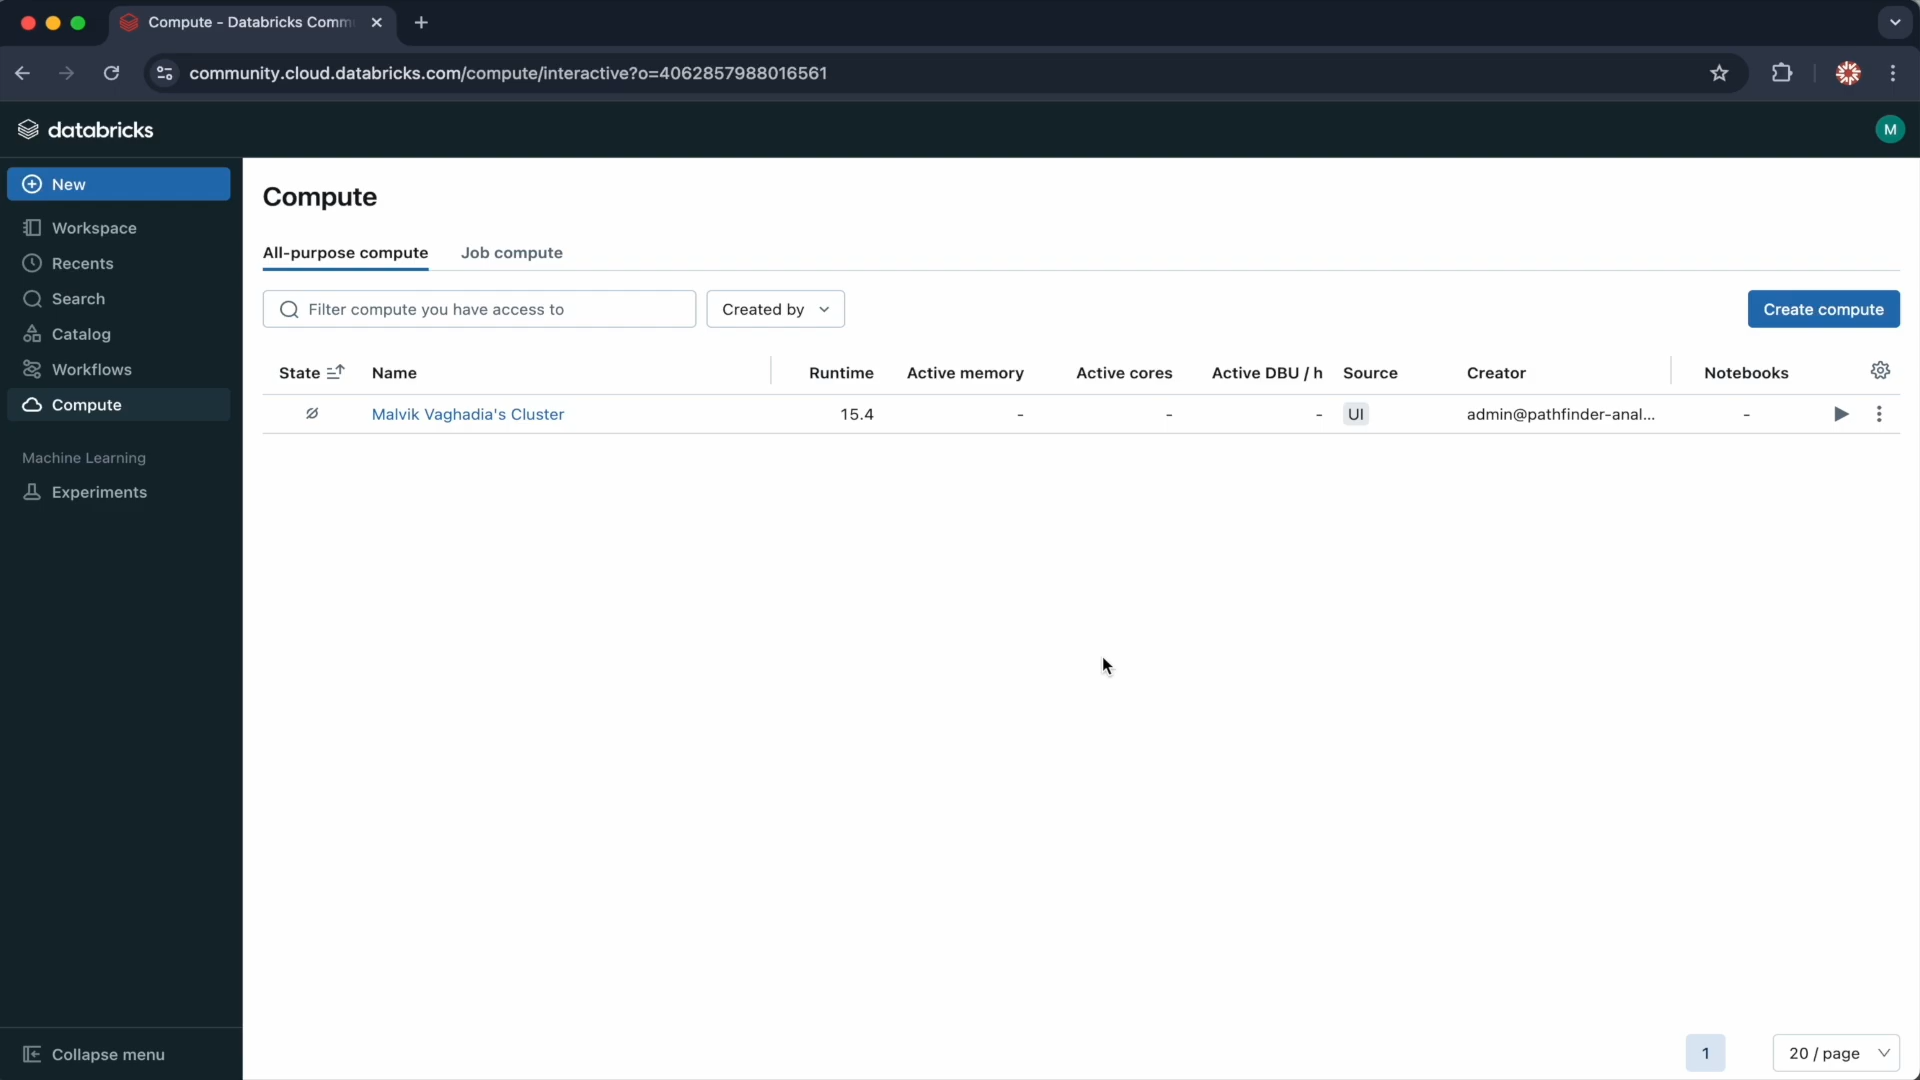 Compute - Databricks Comm
community.cloud.databricks.com/compute/interactive?o=4062857988016561
databricks
M
New
Workspace
Recents
Search
Catalog
Workflows
Compute
Machine Learning
Experiments
Collapse menu
Compute
All-purpose compute Job compute
Filter compute you have access to Created by Create compute
State Name Runtime Active memory Active cores Active DBU / h Source Creator Notebooks
Malvik Vaghadia's Cluster 15.4 - - - UI admin@pathfinder-anal... -
1 20 / page